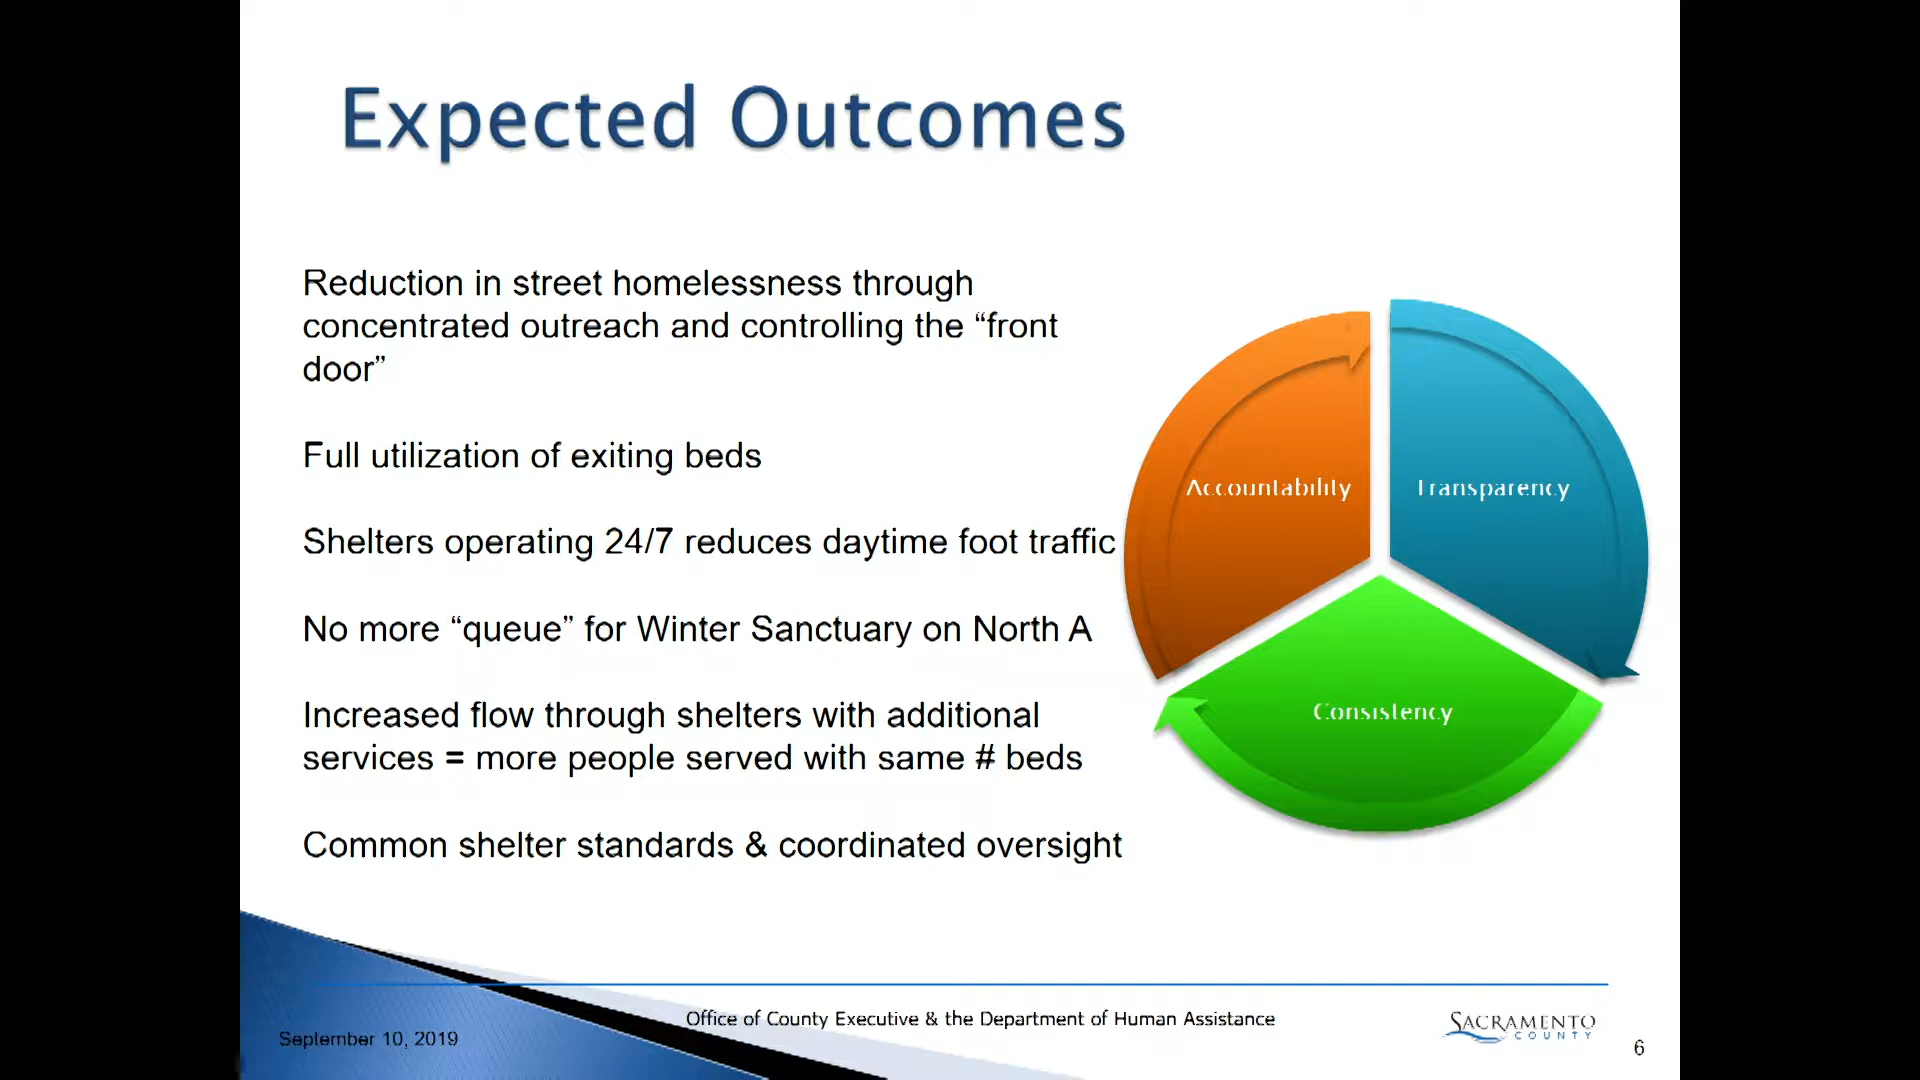 Expected Outcomes
Reduction in street homelessness through
concentrated outreach and controlling the “front
door”
Full utilization of exiting beds
Shelters operating 24/7 reduces daytime foot traffic
No more “queue” for Winter Sanctuary on North A
Increased flow through shelters with additional
services = more people served with same # beds
Common shelter standards & coordinated oversight
Accountability
Transparency
Consistency
September 10, 2019
Office of County Executive & the Department of Human Assistance
SACRAMENTO
COUNTY
6